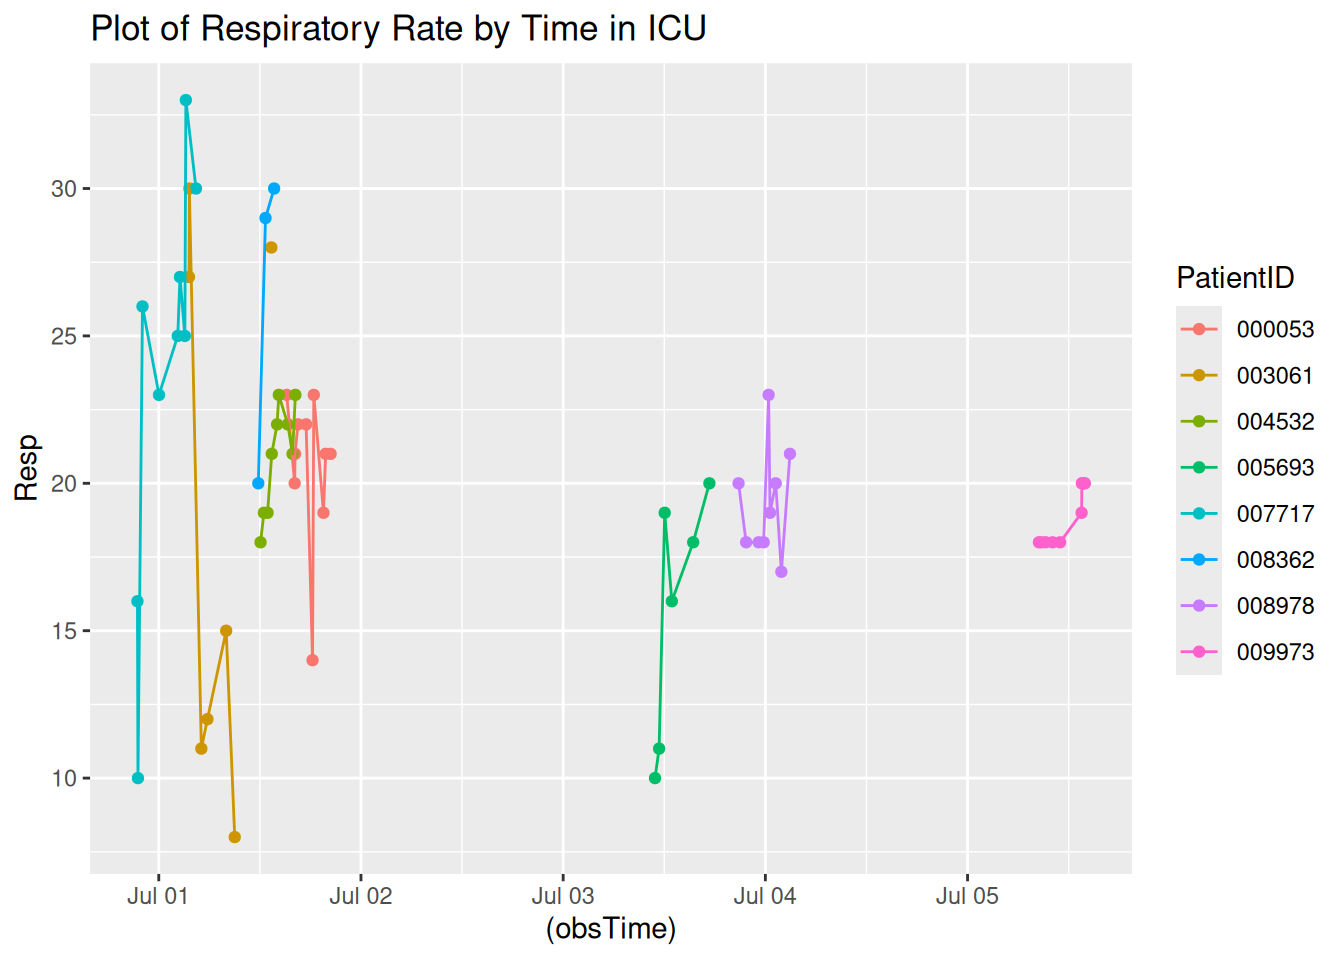 Plot of Respiratory Rate by Time in ICU
Resp
30
25
20
15
10
Jul 01 Jul 02 Jul 03 Jul 04 Jul 05
(obsTime)
PatientID
000053
003061
004532
005693
007717
008362
008978
009973